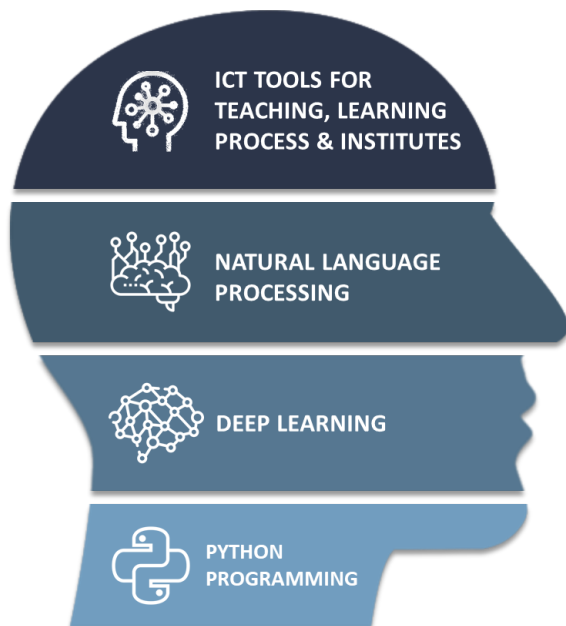 ICT TOOLS FOR
TEACHING, LEARNING
PROCESS & INSTITUTES
NATURAL LANGUAGE
PROCESSING
DEEP LEARNING
PYTHON
PROGRAMMING